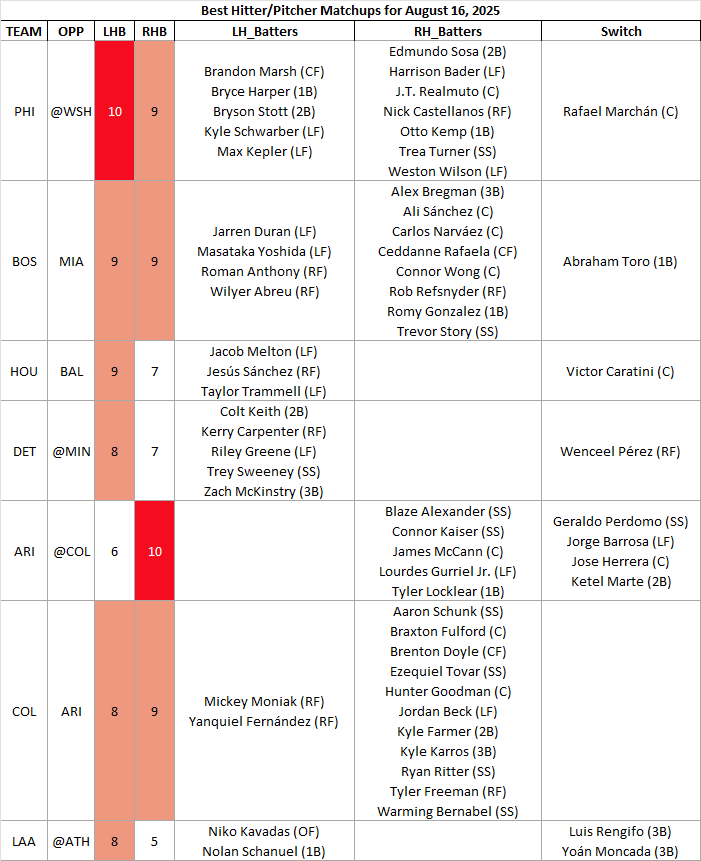 Best Hitter/Pitcher Matchups for August 16, 2025
TEAM OPP LHB RHB LH_Batters RH_Batters Switch
PHI @WSH 10 9
Brandon Marsh (CF)
Bryce Harper (1B)
Bryson Stott (2B)
Kyle Schwarber (LF)
Max Kepler (LF)
Edmundo Sosa (2B)
Harrison Bader (LF)
J.T. Realmuto (C)
Nick Castellanos (RF)
Otto Kemp (1B)
Trea Turner (SS)
Weston Wilson (LF)
Rafael Marchán (C)
BOS MIA 9 9
Jarren Duran (LF)
Masataka Yoshida (LF)
Roman Anthony (RF)
Wilyer Abreu (RF)
Alex Bregman (3B)
Ali Sánchez (C)
Carlos Narváez (C)
Ceddanne Rafaela (CF)
Connor Wong (C)
Rob Refsnyder (RF)
Romy Gonzalez (1B)
Trevor Story (SS)
Abraham Toro (1B)
HOU BAL 9 7
Jacob Melton (LF)
Jesús Sánchez (RF)
Taylor Trammell (LF)
Victor Caratini (C)
DET @MIN 8 7
Colt Keith (2B)
Kerry Carpenter (RF)
Riley Greene (LF)
Trey Sweeney (SS)
Zach McKinstry (3B)
Wenceel Pérez (RF)
ARI @COL 6 10
Blaze Alexander (SS)
Connor Kaiser (SS)
James McCann (C)
Lourdes Gurriel Jr. (LF)
Tyler Locklear (1B)
Geraldo Perdomo (SS)
Jorge Barrosa (LF)
Jose Herrera (C)
Ketel Marte (2B)
COL ARI 8 9
Mickey Moniak (RF)
Yanquiel Fernández (RF)
Aaron Schunk (SS)
Braxton Fulford (C)
Brenton Doyle (CF)
Ezequiel Tovar (SS)
Hunter Goodman (C)
Jordan Beck (LF)
Kyle Farmer (2B)
Kyle Karros (3B)
Ryan Ritter (SS)
Tyler Freeman (RF)
Warming Bernabel (SS)
LAA @ATH 8 5
Niko Kavadas (OF)
Nolan Schanuel (1B)
Luis Rengifo (3B)
Yoán Moncada (3B)